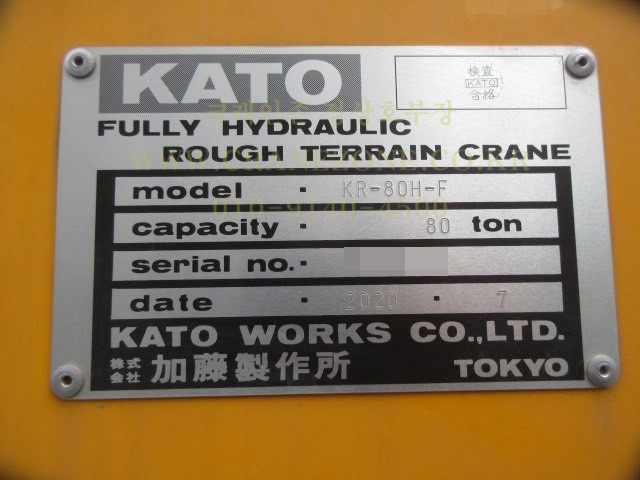 KATO
検査
KATO
合格
FULLY HYDRAULIC
ROUGH TERRAIN CRANE
model · KR-80H-F
capacity · 80 ton
serial no. ·
date · 2020 · 7
KATO WORKS CO.,LTD.
株式会社 加藤製作所 TOKYO